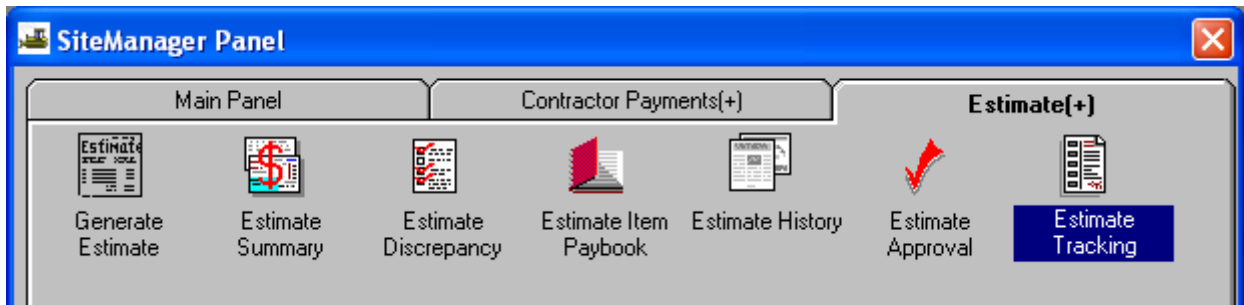 SiteManager Panel
Main Panel
Contractor Payments(+)
Estimate(+)
Estimate
Generate
Estimate
Estimate
Summary
Estimate
Discrepancy
Estimate Item
Paybook
Estimate History
Estimate
Approval
Estimate
Tracking